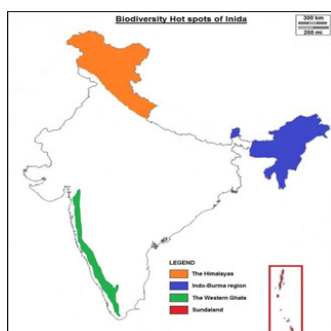 Biodiversity Hot spots of Inida
300 km
200 mi
LEGEND
The Himalayas
Indo-Burma region
The Western Ghats
Sundaland